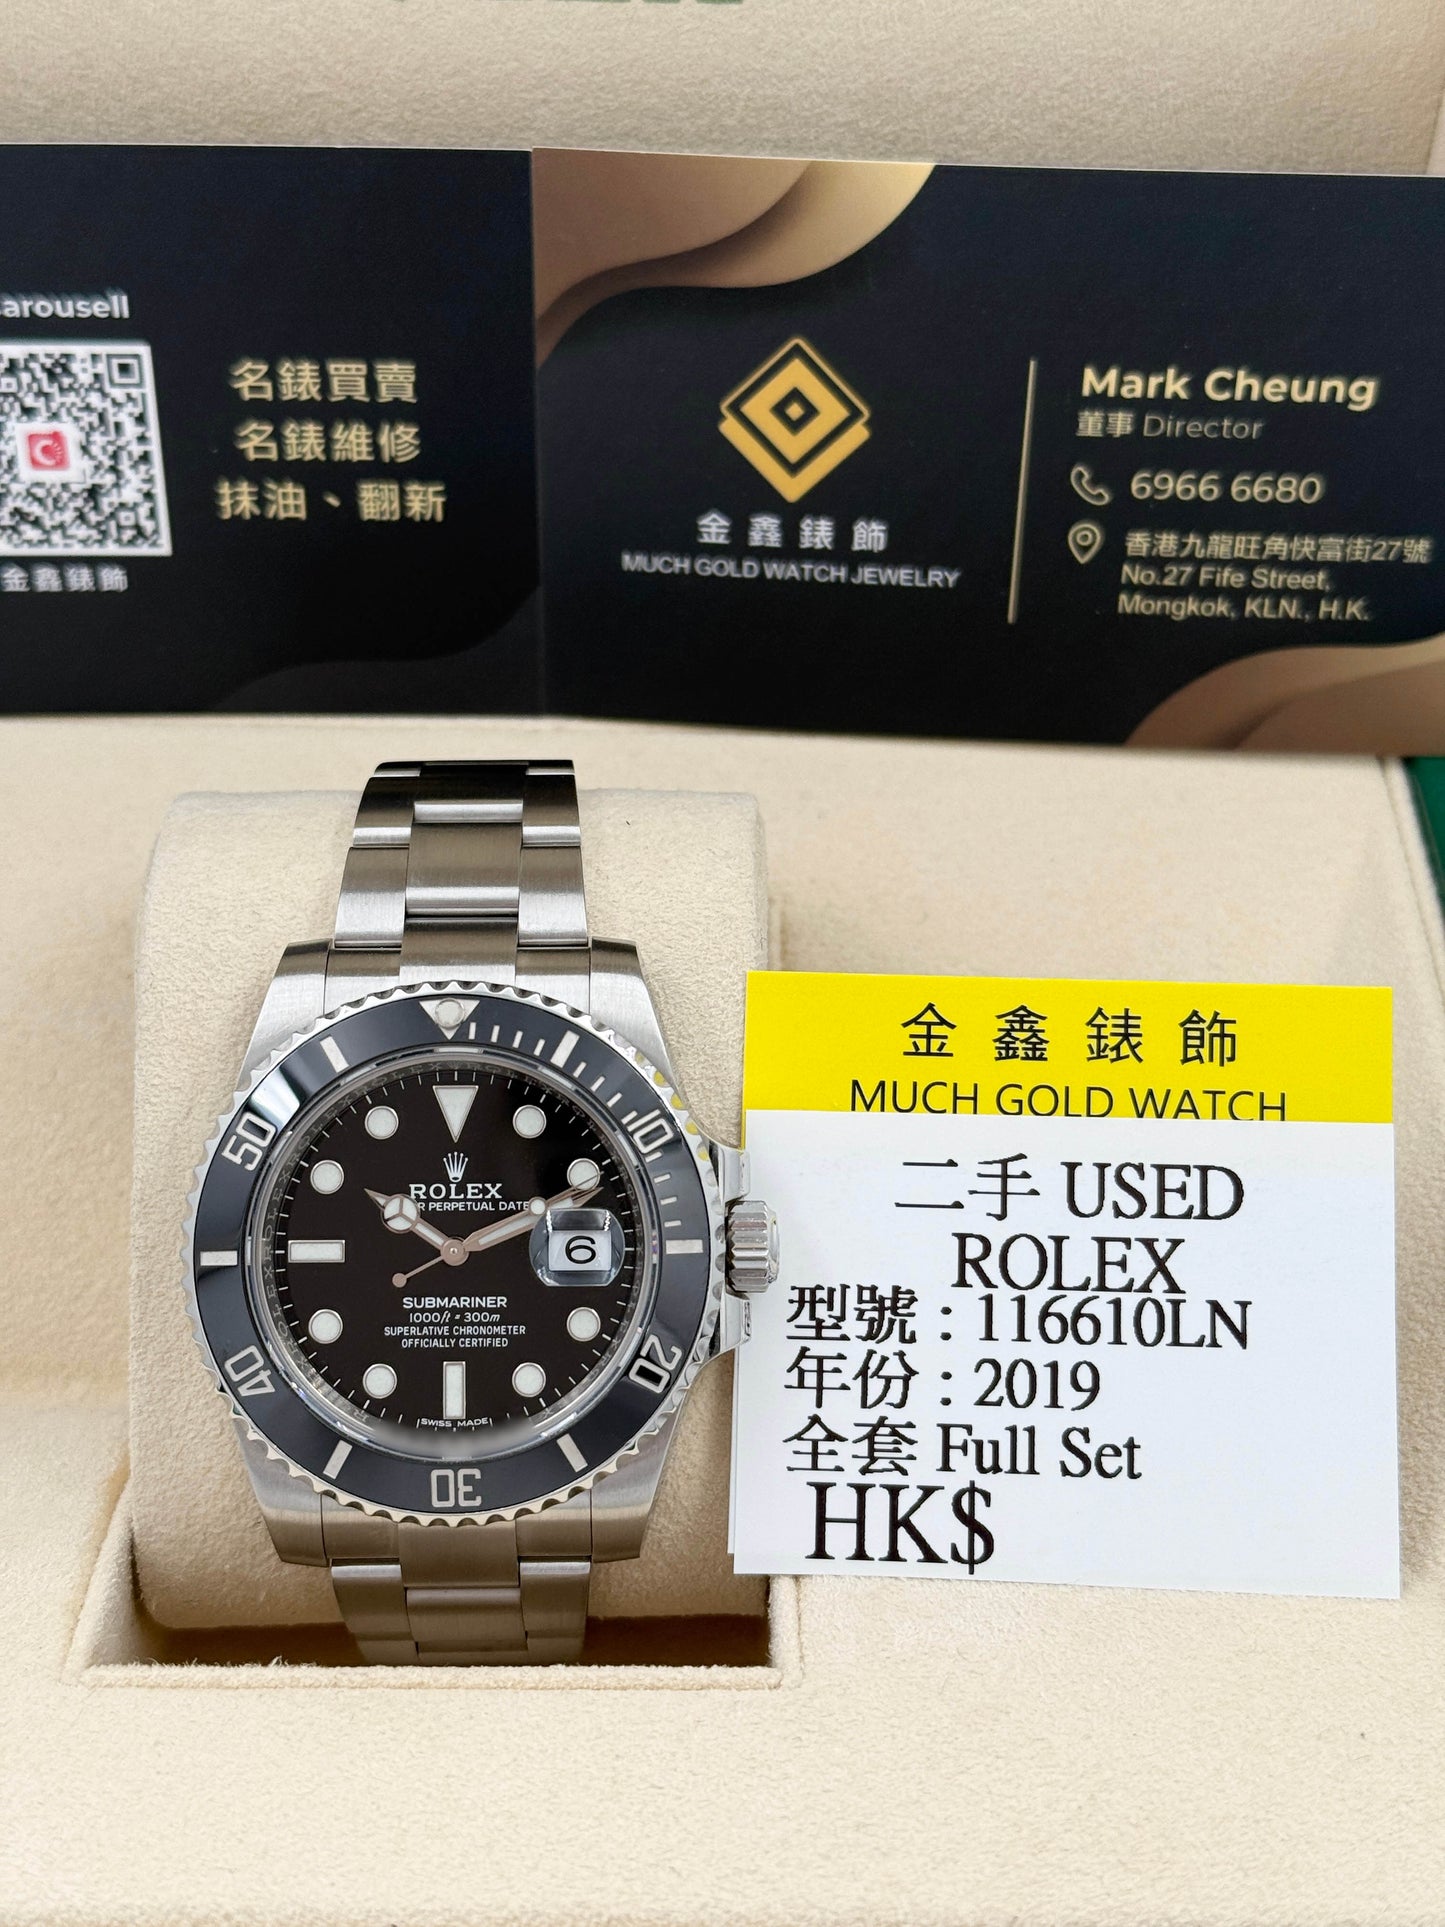 arousell
金鑫錶飾
名錶買賣
名錶維修
抹油、翻新
金鑫錶飾
MUCH GOLD WATCH JEWELRY
Mark Cheung
董事 Director
6966 6680
香港九龍旺角快富街27號
No.27 Fife Street,
Mongkok, KLN., H.K.
10
20
30
40
50
ROLEX
PERPETUAL DATE
6
SUBMARINER
1000ft = 300m
SUPERLATIVE CHRONOMETER
OFFICIALLY CERTIFIED
SWISS MADE
金鑫錶飾
MUCH GOLD WATCH
二手 USED
ROLEX
型號：116610LN
年份：2019
全套 Full Set
HK$